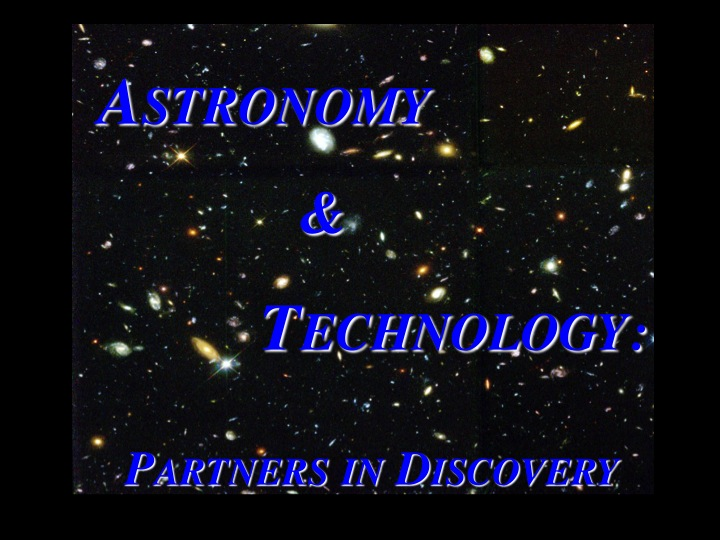 ASTRONOMY
&
TECHNOLOGY:
PARTNERS IN DISCOVERY